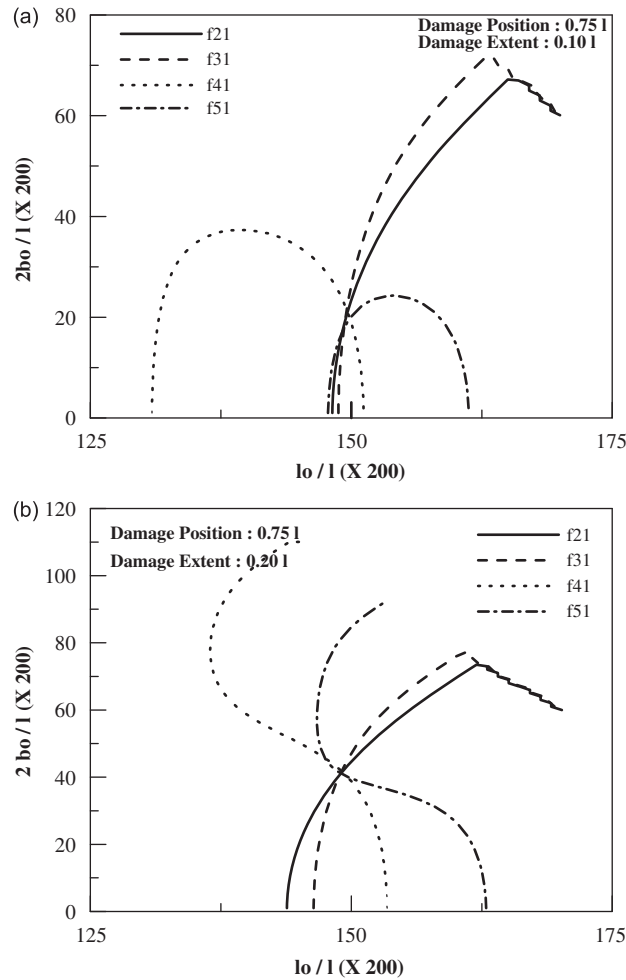 (a)
80
f21
f31
f41
f51
Damage Position : 0.75 l
Damage Extent : 0.10 l
60
40
20
0
2bo / l (X 200)
125
150
175
lo / l (X 200)
(b)
120
Damage Position : 0.75 l
Damage Extent : 0.20 l
f21
f31
f41
f51
100
80
60
40
20
0
2 bo / l (X 200)
125
150
175
lo / l (X 200)